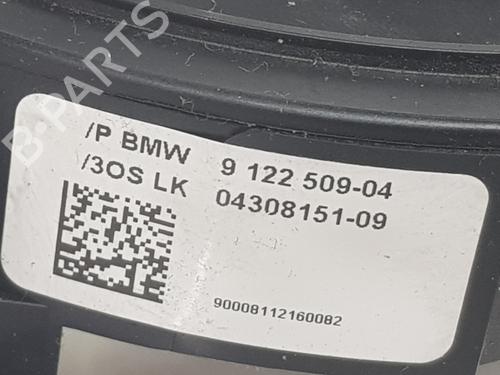 B-PARTS
/P BMW 9 122 509-04
/3OS LK 04308151-09
90008112160082